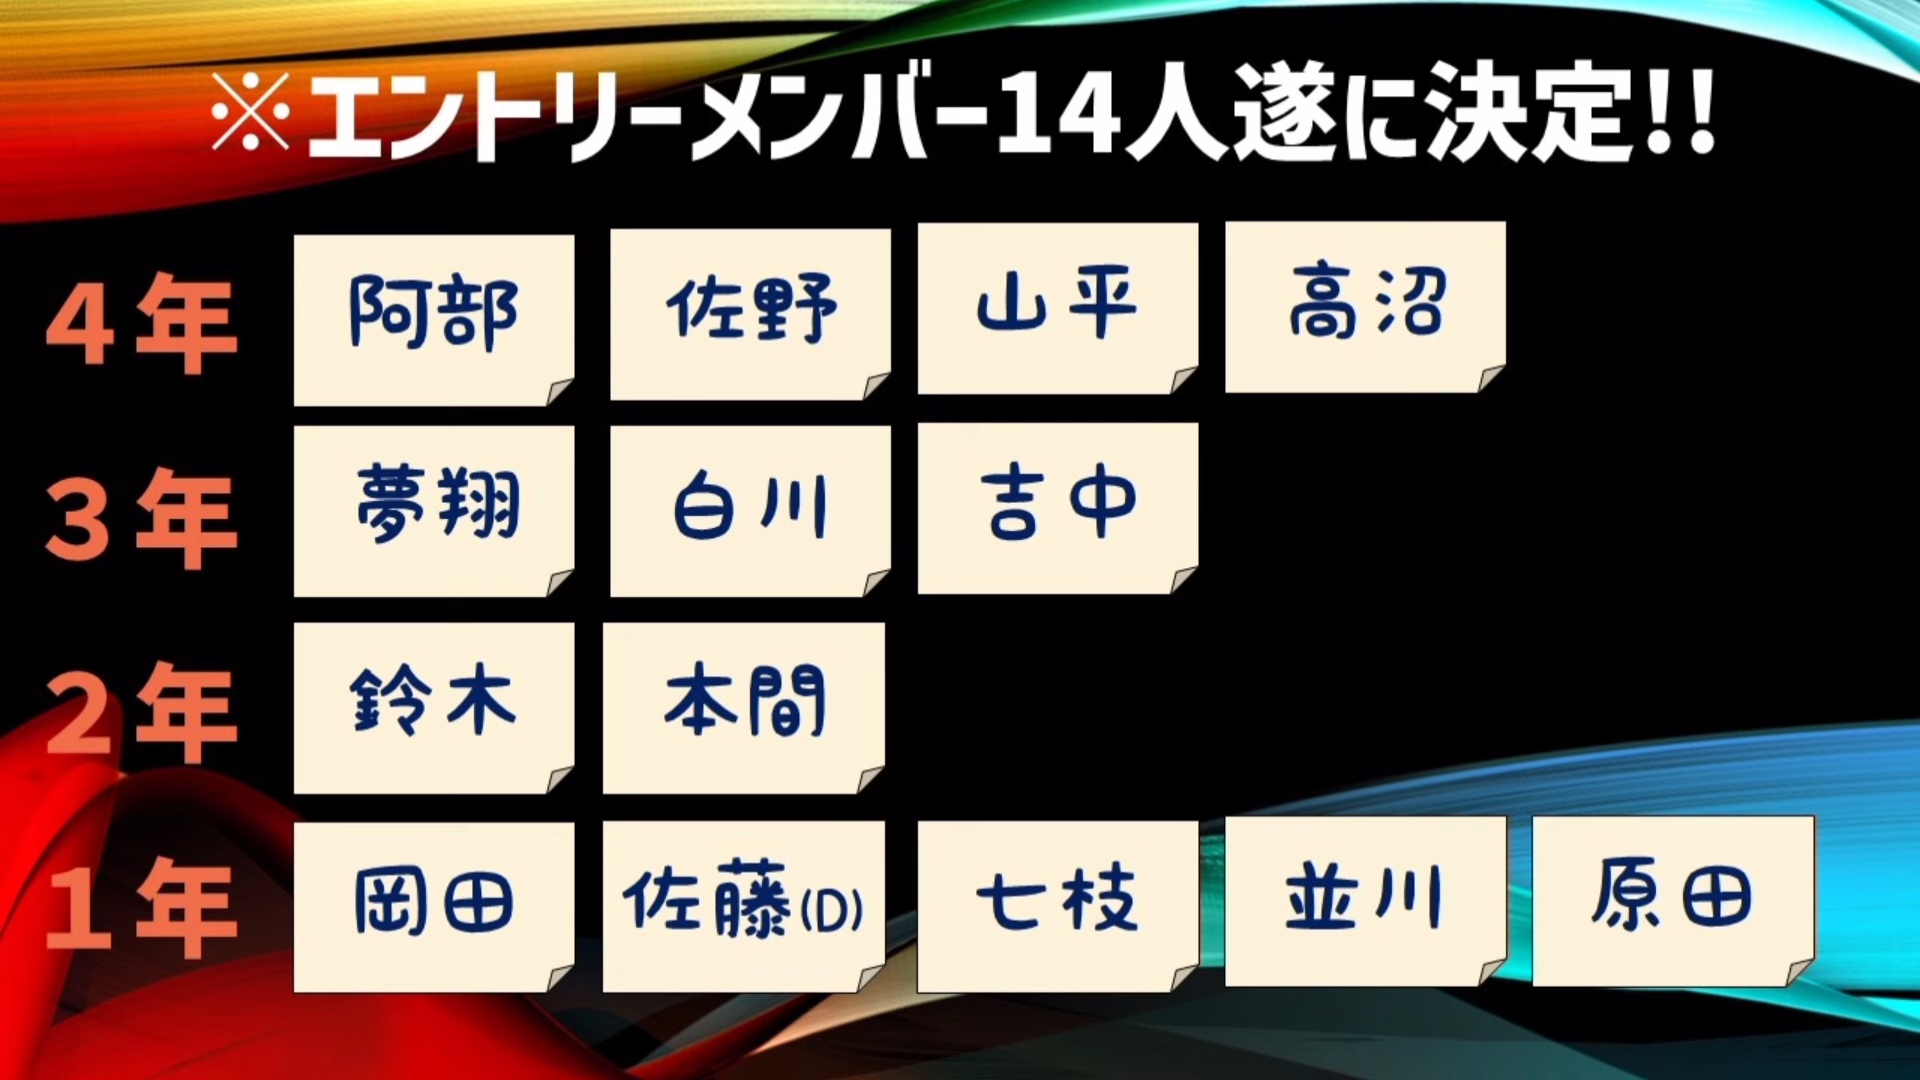 ※エントリーメンバー14人遂に決定!!
4年 阿部 佐野 山平 高沼
3年 夢翔 白川 吉中
2年 鈴木 本間
1年 岡田 佐藤(D) 七枝 並川 原田